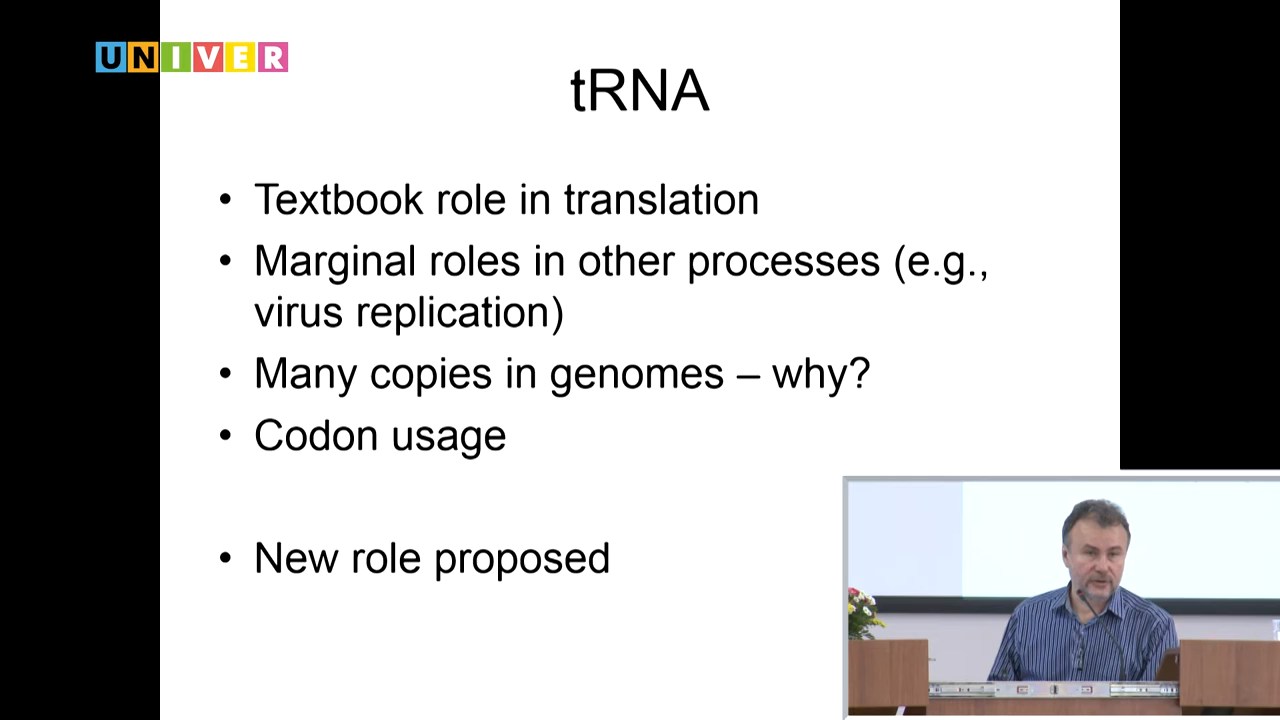 UNIVER
tRNA
• Textbook role in translation
• Marginal roles in other processes (e.g.,
virus replication)
• Many copies in genomes – why?
• Codon usage
• New role proposed